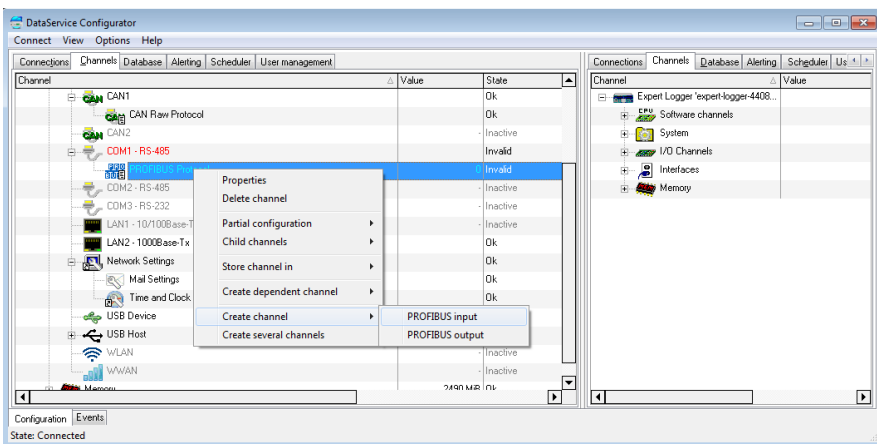 DataService Configurator
Connect View Options Help
Connections Channels Database Alerting Scheduler User management
Channel Value State
CAN1 Ok
CAN Raw Protocol Ok
CAN2 - Inactive
COM1 - RS-485 Invalid
PROFIBUS Protocol 0 Invalid
COM2 - RS-485 - Inactive
COM3 - RS-232 - Inactive
LAN1 - 10/100Base-T Inactive
LAN2 - 1000Base-Tx Ok
Network Settings Ok
Mail Settings Ok
Time and Clock Ok
USB Device Ok
USB Host Ok
WLAN - Inactive
WWAN - Inactive
Memory 2490 MiB Ok
Properties
Delete channel
Partial configuration
Child channels
Store channel in
Create dependent channel
Create channel
Create several channels
PROFIBUS input
PROFIBUS output
Connections Channels Database Alerting Scheduler Us
Channel Value
Expert Logger 'expert-logger-4408...
CPU Software channels
System
I/O Channels
Interfaces
Memory
Configuration Events
State: Connected